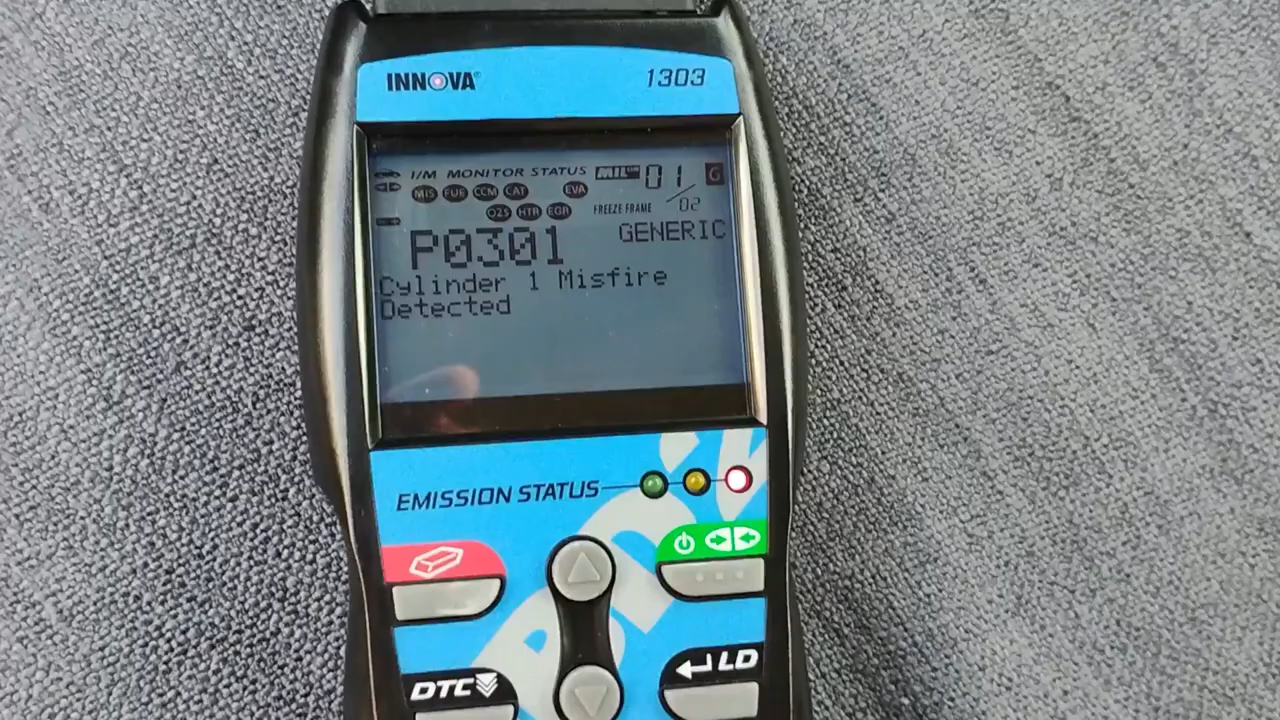 INNOVA® 1303
I/M MONITOR STATUS MIL 01 G
MIS FUE CCM CAT EVA
O2S HTR EGR FREEZE FRAME 02
P0301 GENERIC
Cylinder 1 Misfire
Detected
EMISSION STATUS
DTC LD